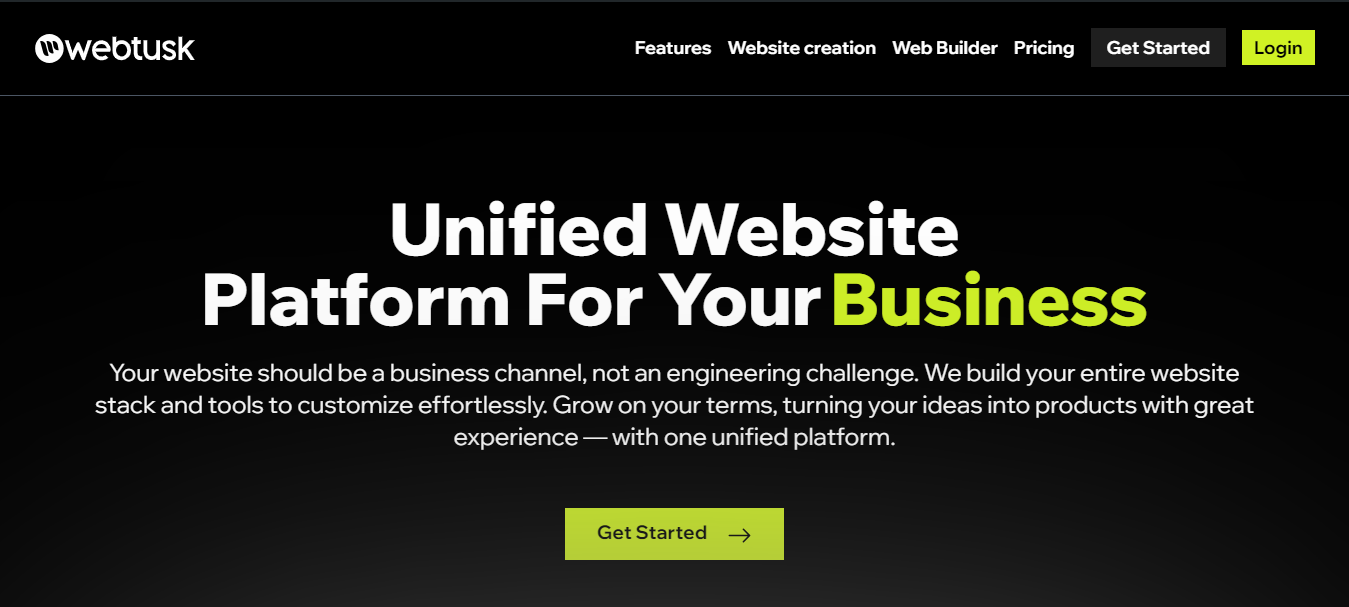 webtusk
Features Website creation Web Builder Pricing Get Started Login
Unified Website
Platform For Your Business
Your website should be a business channel, not an engineering challenge. We build your entire website
stack and tools to customize effortlessly. Grow on your terms, turning your ideas into products with great
experience — with one unified platform.
Get Started →